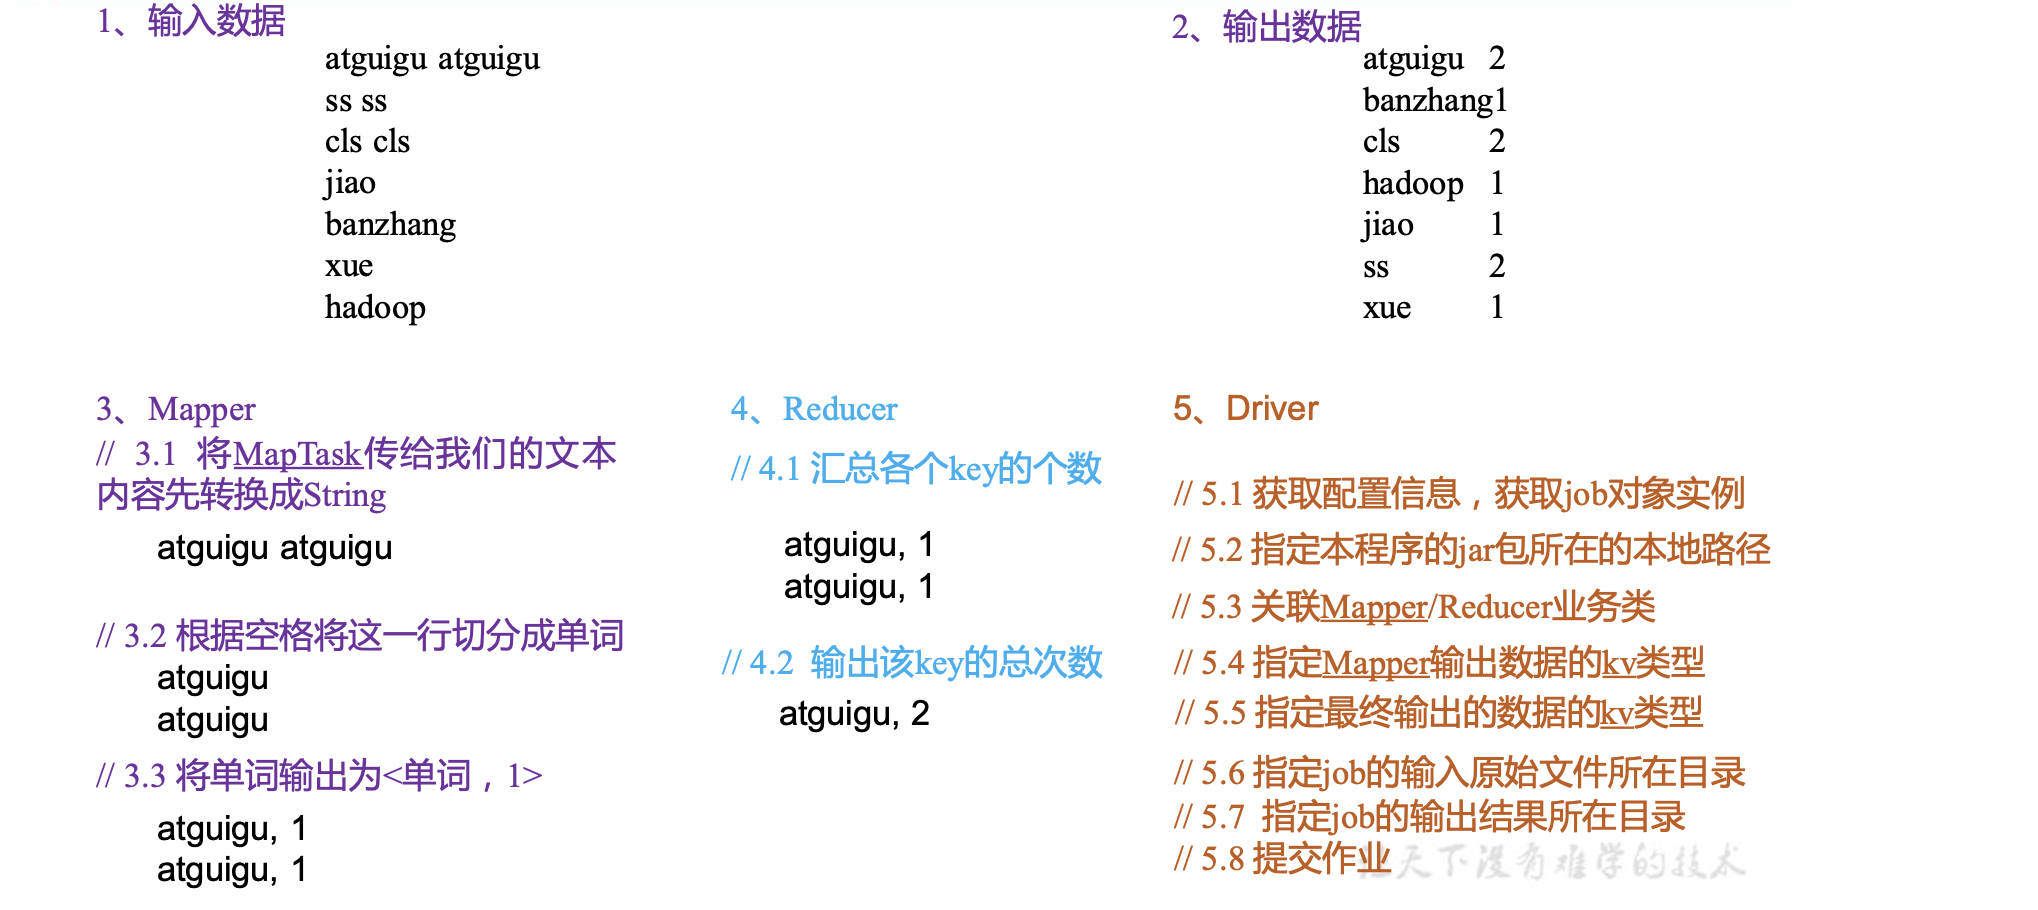 1、输入数据
atguigu atguigu
ss ss
cls cls
jiao
banzhang
xue
hadoop
2、输出数据
atguigu 2
banzhang1
cls 2
hadoop 1
jiao 1
ss 2
xue 1
3、Mapper
// 3.1 将MapTask传给我们的文本
内容先转换成String
atguigu atguigu
// 3.2 根据空格将这一行切分成单词
atguigu
atguigu
// 3.3 将单词输出为<单词，1>
atguigu, 1
atguigu, 1
4、Reducer
// 4.1 汇总各个key的个数
atguigu, 1
atguigu, 1
// 4.2 输出该key的总次数
atguigu, 2
5、Driver
// 5.1 获取配置信息，获取job对象实例
// 5.2 指定本程序的jar包所在的本地路径
// 5.3 关联Mapper/Reducer业务类
// 5.4 指定Mapper输出数据的kv类型
// 5.5 指定最终输出的数据的kv类型
// 5.6 指定job的输入原始文件所在目录
// 5.7 指定job的输出结果所在目录
// 5.8 提交作业
让天下没有难学的技术